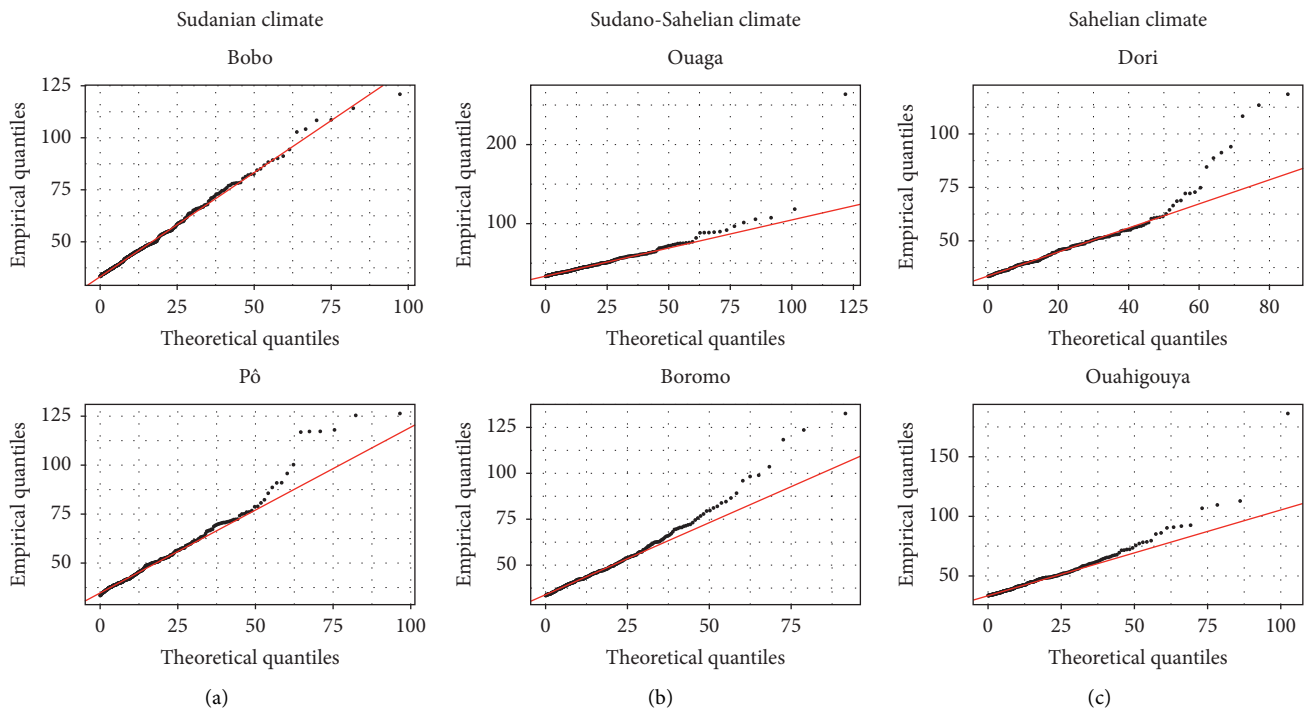 Sudanian climate
Sudano-Sahelian climate
Sahelian climate
Bobo
Ouaga
Dori
Empirical quantiles
125
100
75
50
0 25 50 75 100
Theoretical quantiles
Empirical quantiles
200
100
0 25 50 75 100 125
Theoretical quantiles
Empirical quantiles
100
75
50
0 20 40 60 80
Theoretical quantiles
Pô
Boromo
Ouahigouya
Empirical quantiles
125
100
75
50
0 25 50 75 100
Theoretical quantiles
(a)
Empirical quantiles
125
100
75
50
0 25 50 75
Theoretical quantiles
(b)
Empirical quantiles
150
100
50
0 25 50 75 100
Theoretical quantiles
(c)